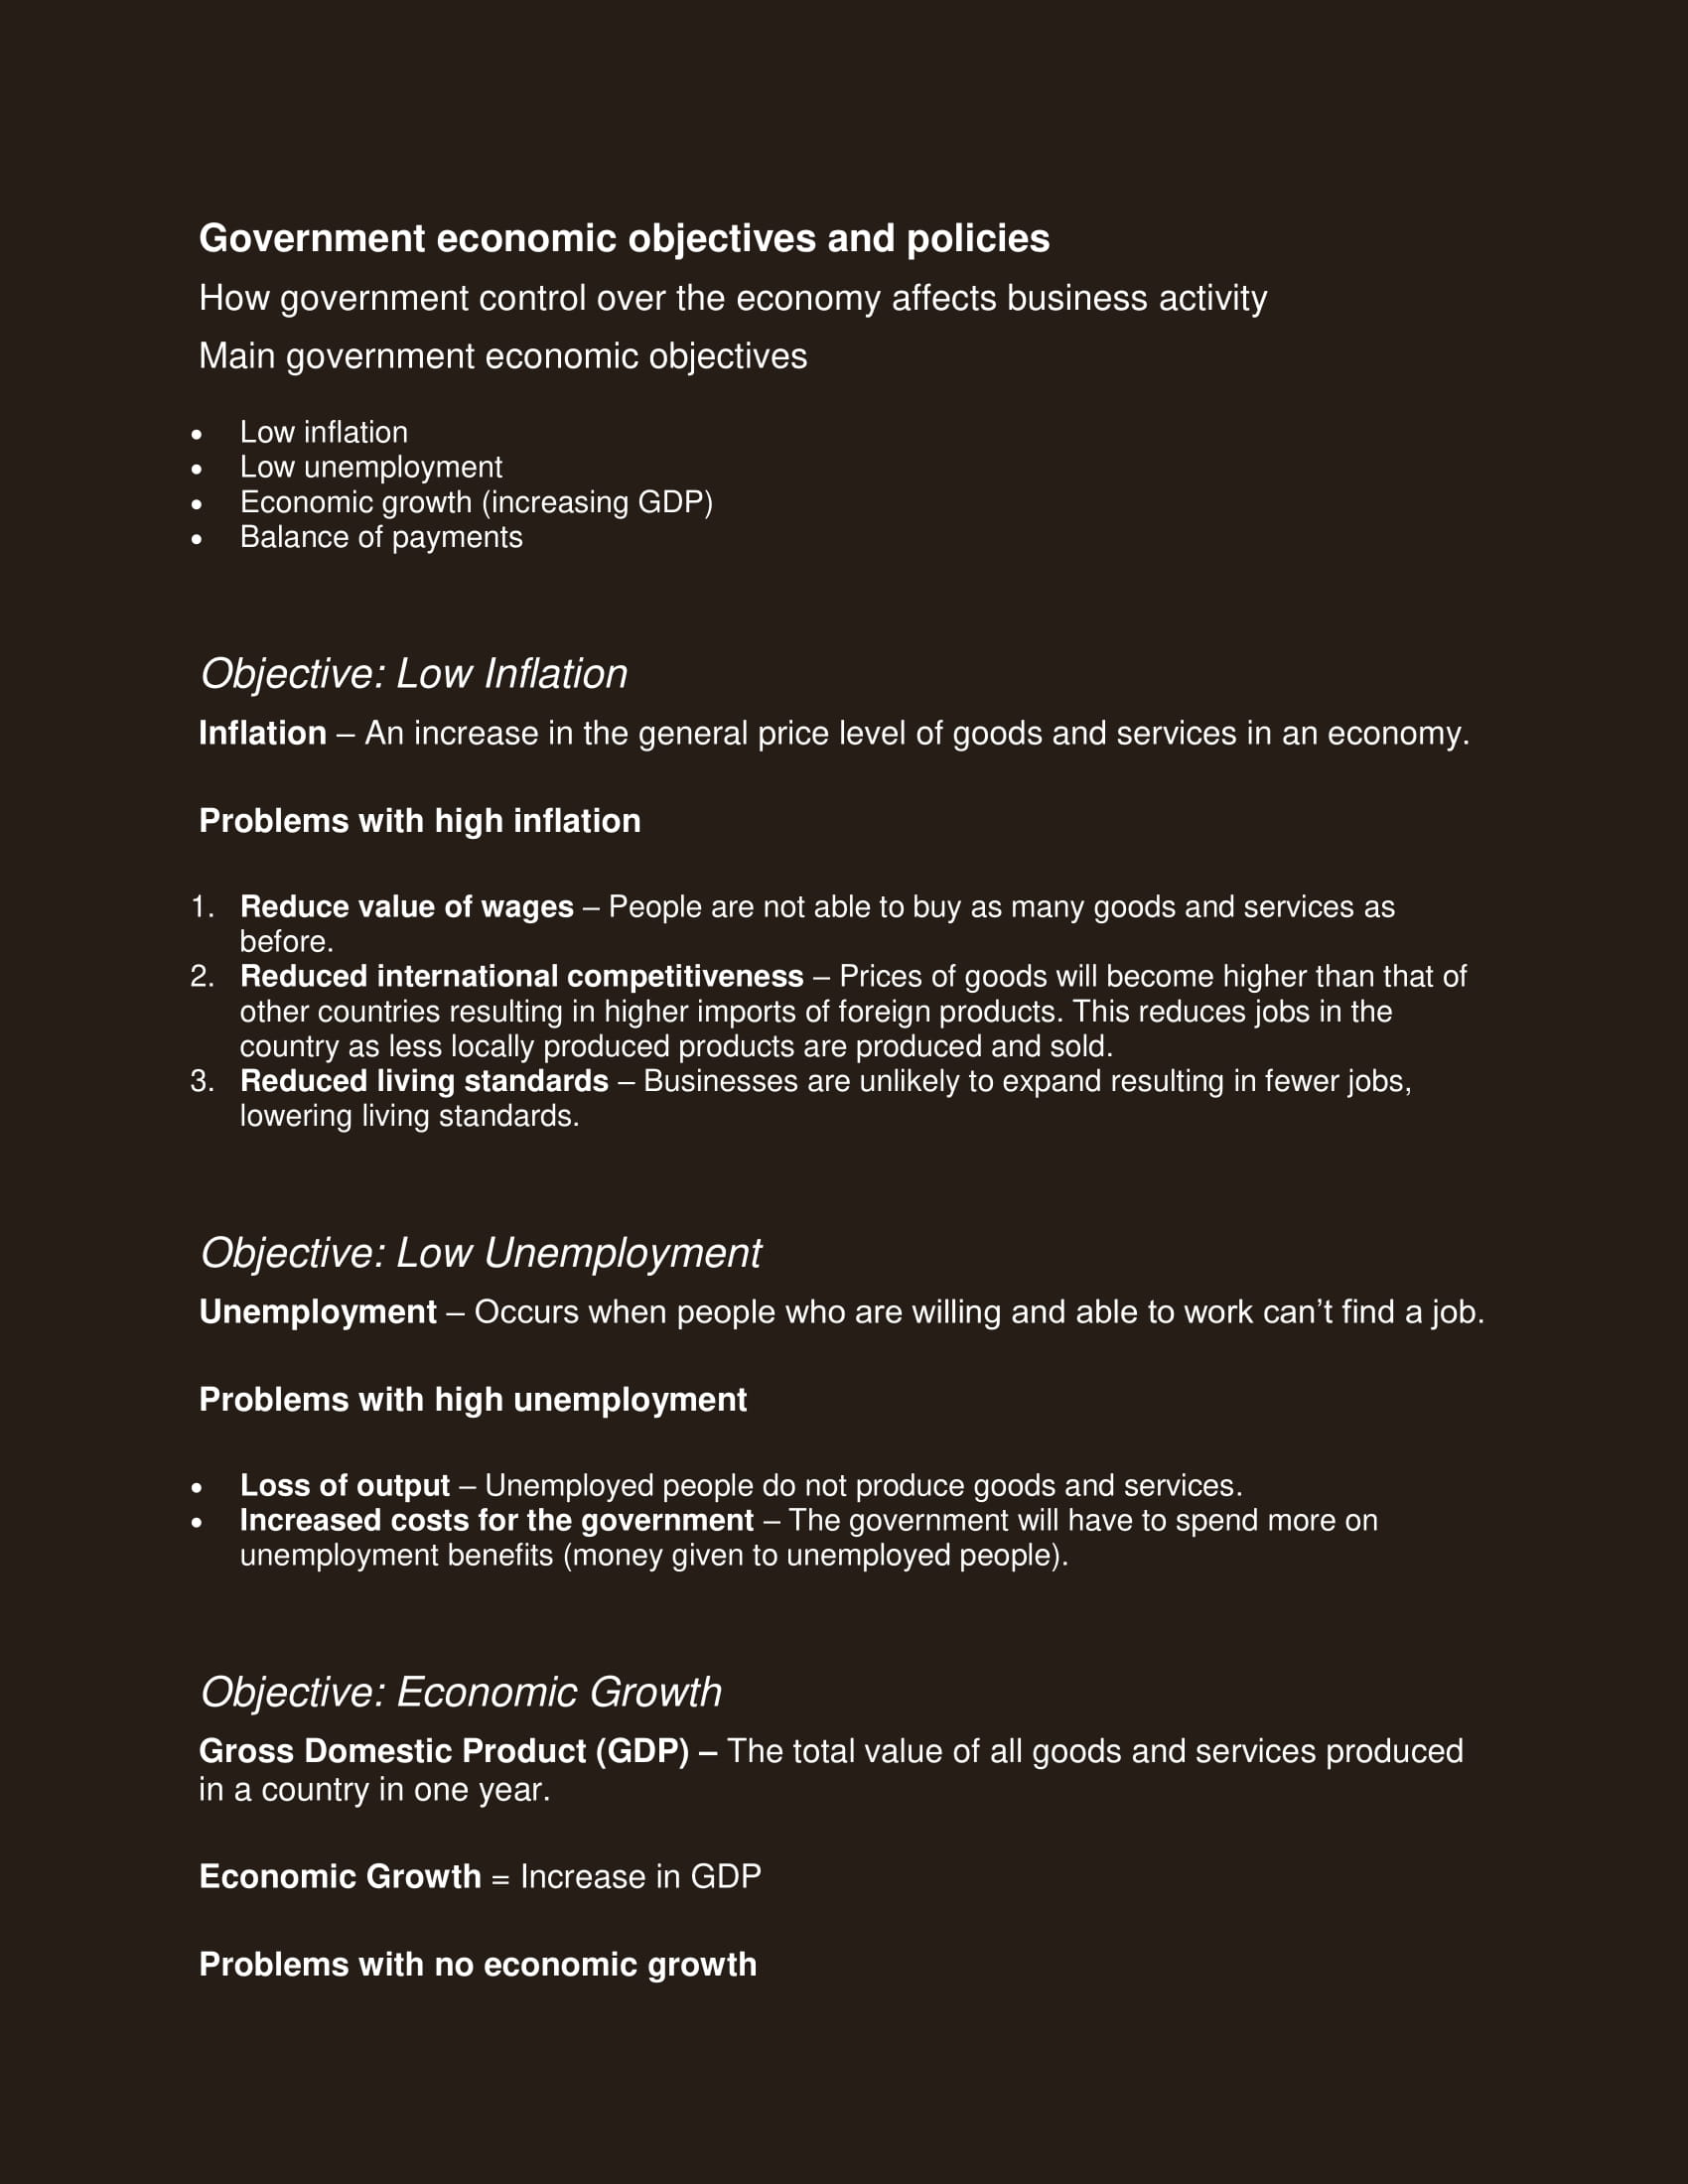 Government economic objectives and policies
How government control over the economy affects business activity
Main government economic objectives
• Low inflation
• Low unemployment
• Economic growth (increasing GDP)
• Balance of payments
Objective: Low Inflation
Inflation – An increase in the general price level of goods and services in an economy.
Problems with high inflation
1. Reduce value of wages – People are not able to buy as many goods and services as
before.
2. Reduced international competitiveness – Prices of goods will become higher than that of
other countries resulting in higher imports of foreign products. This reduces jobs in the
country as less locally produced products are produced and sold.
3. Reduced living standards – Businesses are unlikely to expand resulting in fewer jobs,
lowering living standards.
Objective: Low Unemployment
Unemployment – Occurs when people who are willing and able to work can’t find a job.
Problems with high unemployment
• Loss of output – Unemployed people do not produce goods and services.
• Increased costs for the government – The government will have to spend more on
unemployment benefits (money given to unemployed people).
Objective: Economic Growth
Gross Domestic Product (GDP) – The total value of all goods and services produced
in a country in one year.
Economic Growth = Increase in GDP
Problems with no economic growth